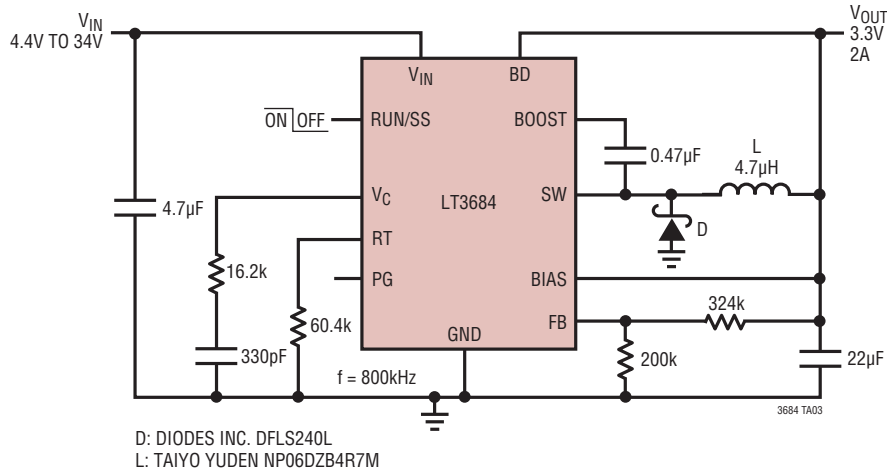 VIN
4.4V TO 34V
VOUT
3.3V
2A
VIN
BD
ON OFF
RUN/SS
BOOST
0.47µF
L
4.7µH
VC
LT3684
SW
4.7µF
D
RT
16.2k
PG
BIAS
324k
60.4k
FB
GND
330pF
200k
22µF
f = 800kHz
3684 TA03
D: DIODES INC. DFLS240L
L: TAIYO YUDEN NP06DZB4R7M